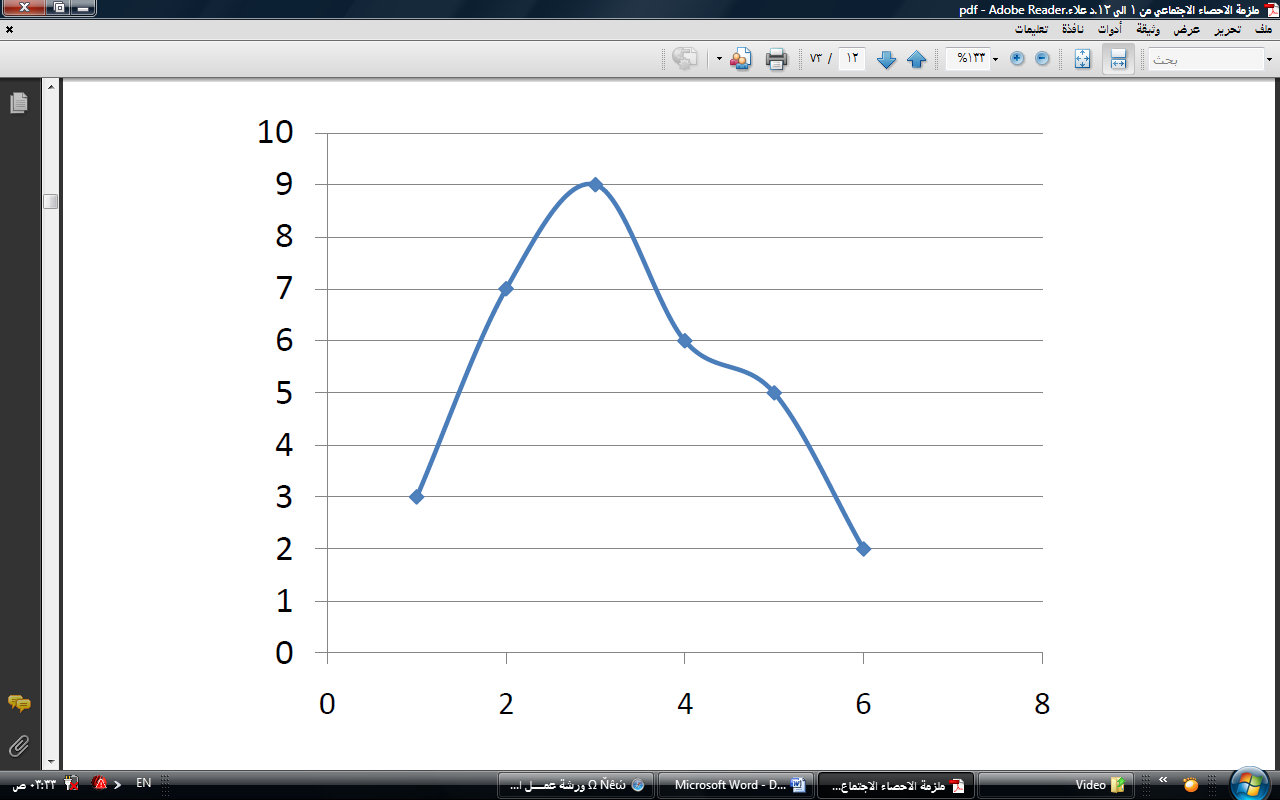 ملزمة الاحصاء الاجتماعي من ١ الى ١٢.د علاء.pdf - Adobe Reader
ملف تحرير عرض وثيقة أدوات نافذة تعليمات
بحث %١٣٣ ١٢ / ٧٣
10
9
8
7
6
5
4
3
2
1
0
0 2 4 6 8
Video
ملزمة الاحصاء الاجتماع...
Microsoft Word - D...
ورشة عمـــل ا...
EN
٠٣:٣٣ ص